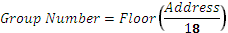 Group Number = Floor(Address/18)